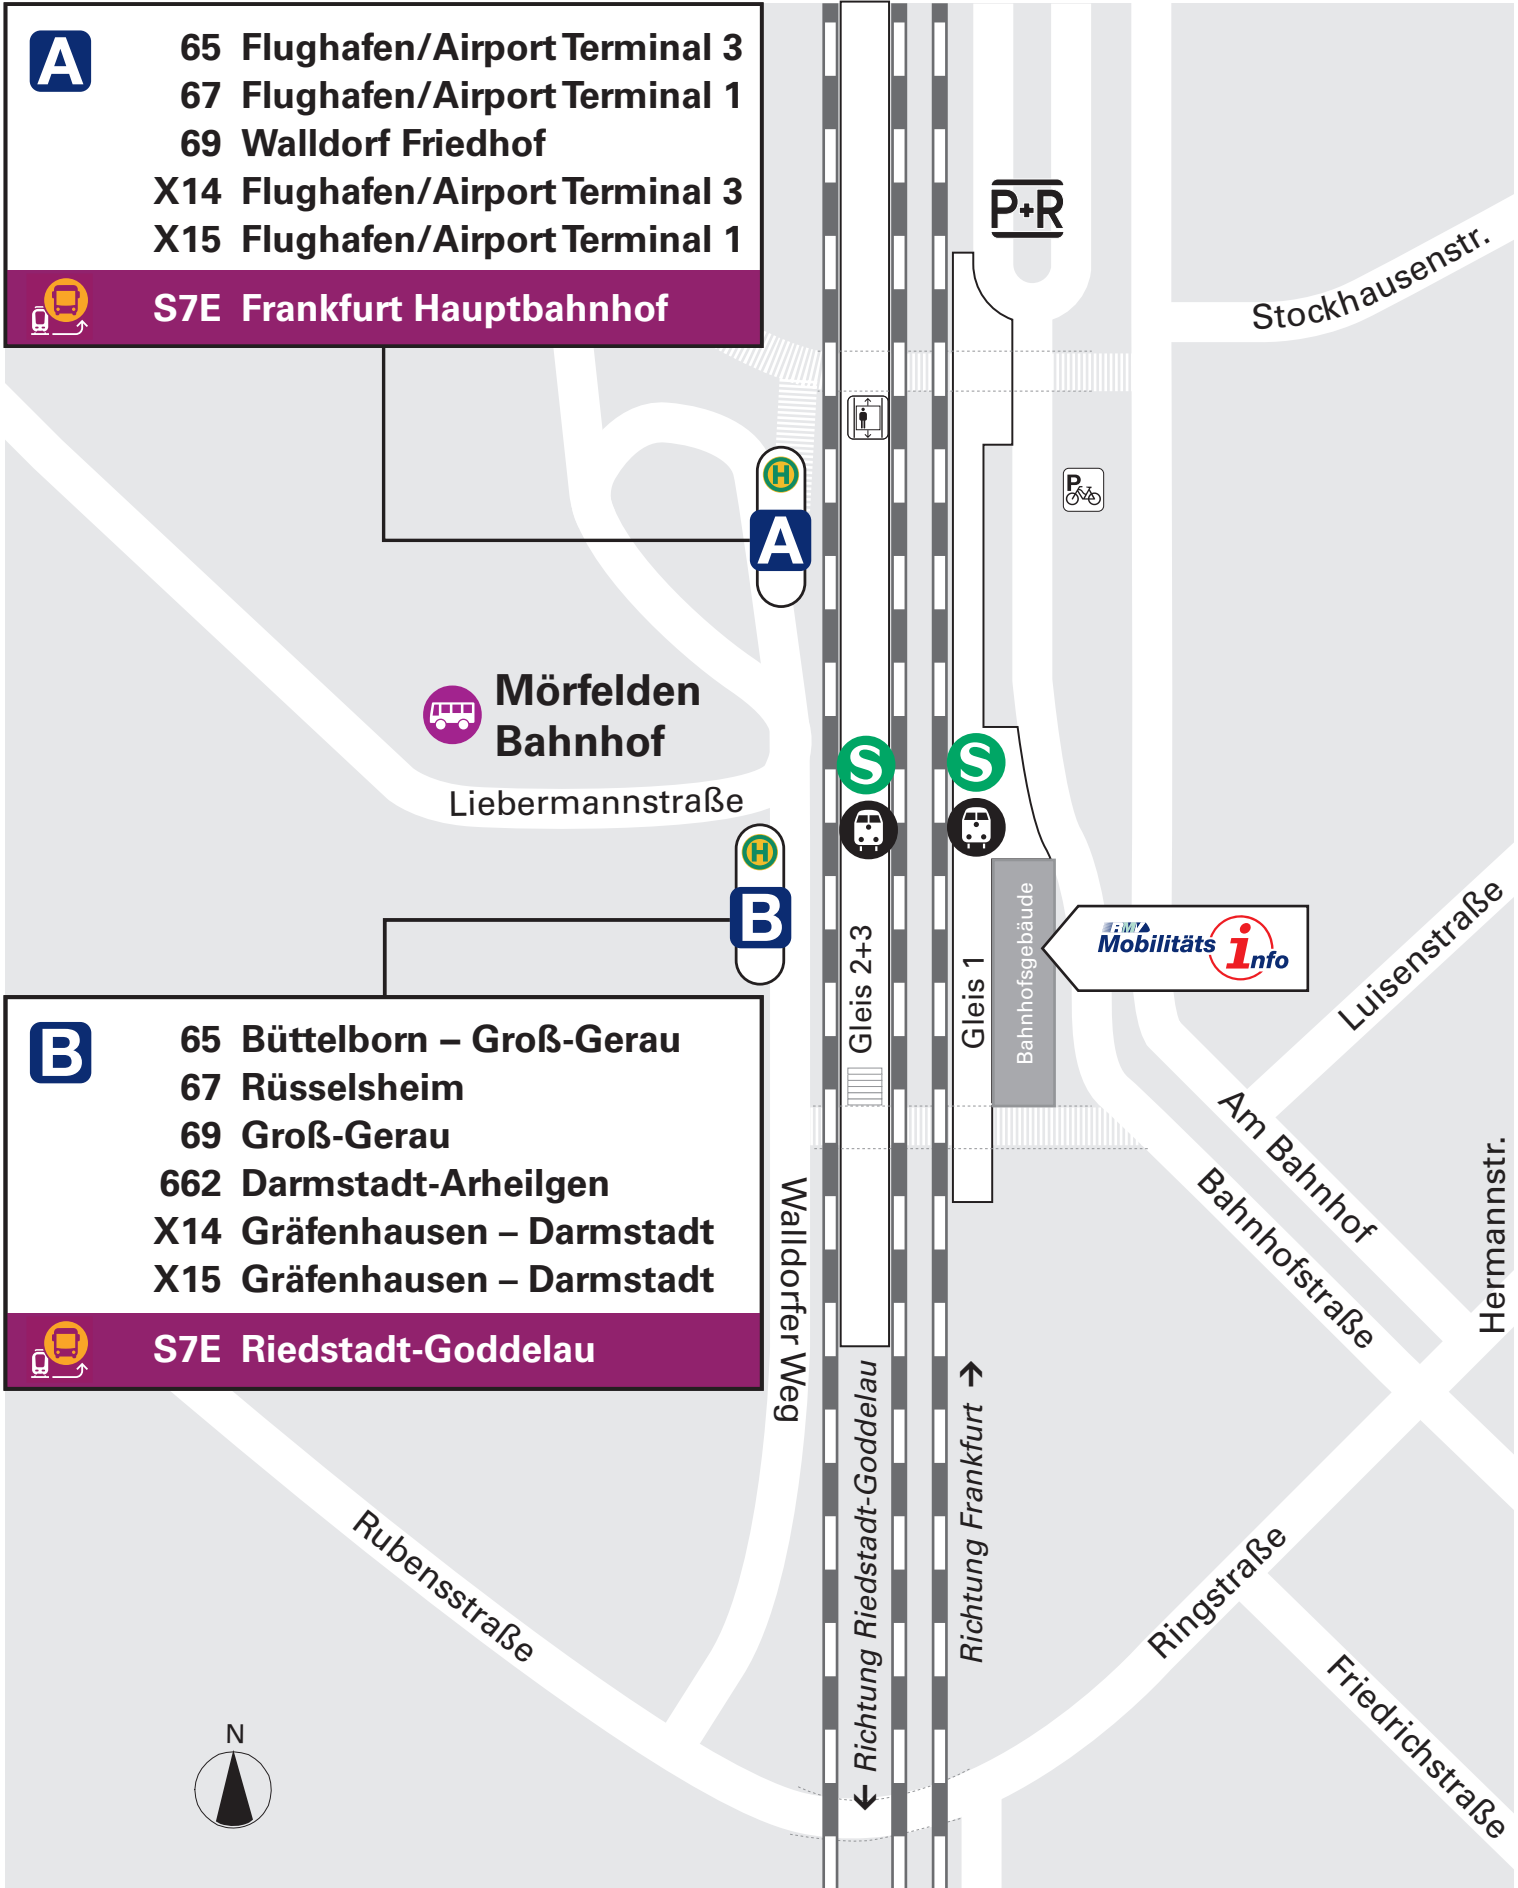 A
65 Flughafen/Airport Terminal 3
67 Flughafen/Airport Terminal 1
69 Walldorf Friedhof
X14 Flughafen/Airport Terminal 3
X15 Flughafen/Airport Terminal 1
S7E Frankfurt Hauptbahnhof
P+R
Stockhausenstr.
H
A
P
Mörfelden
Bahnhof
S
S
Liebermannstraße
H
B
Gleis 2+3
Gleis 1
Bahnhofsgebäude
RMV
Mobilitäts info
Luisenstraße
B
65 Büttelborn – Groß-Gerau
67 Rüsselsheim
69 Groß-Gerau
662 Darmstadt-Arheilgen
X14 Gräfenhausen – Darmstadt
X15 Gräfenhausen – Darmstadt
S7E Riedstadt-Goddelau
Walldorfer Weg
Am Bahnhof
Bahnhofstraße
Hermannstr.
← Richtung Riedstadt-Goddelau
Richtung Frankfurt →
Rubensstraße
Ringstraße
Friedrichstraße
N